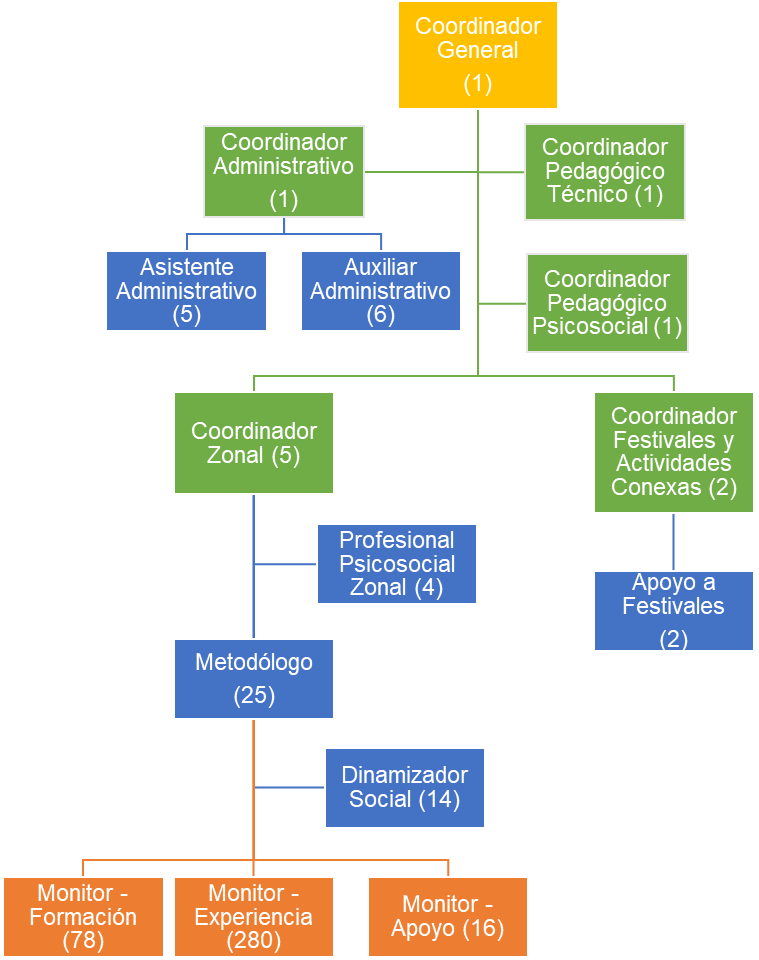 Coordinador
General
(1)
Coordinador
Administrativo
(1)
Coordinador
Pedagógico
Técnico (1)
Asistente
Administrativo
(5)
Auxiliar
Administrativo
(6)
Coordinador
Pedagógico
Psicosocial (1)
Coordinador
Zonal (5)
Coordinador
Festivales y
Actividades
Conexas (2)
Profesional
Psicosocial
Zonal (4)
Apoyo a
Festivales
(2)
Metodólogo
(25)
Dinamizador
Social (14)
Monitor -
Formación
(78)
Monitor -
Experiencia
(280)
Monitor -
Apoyo (16)